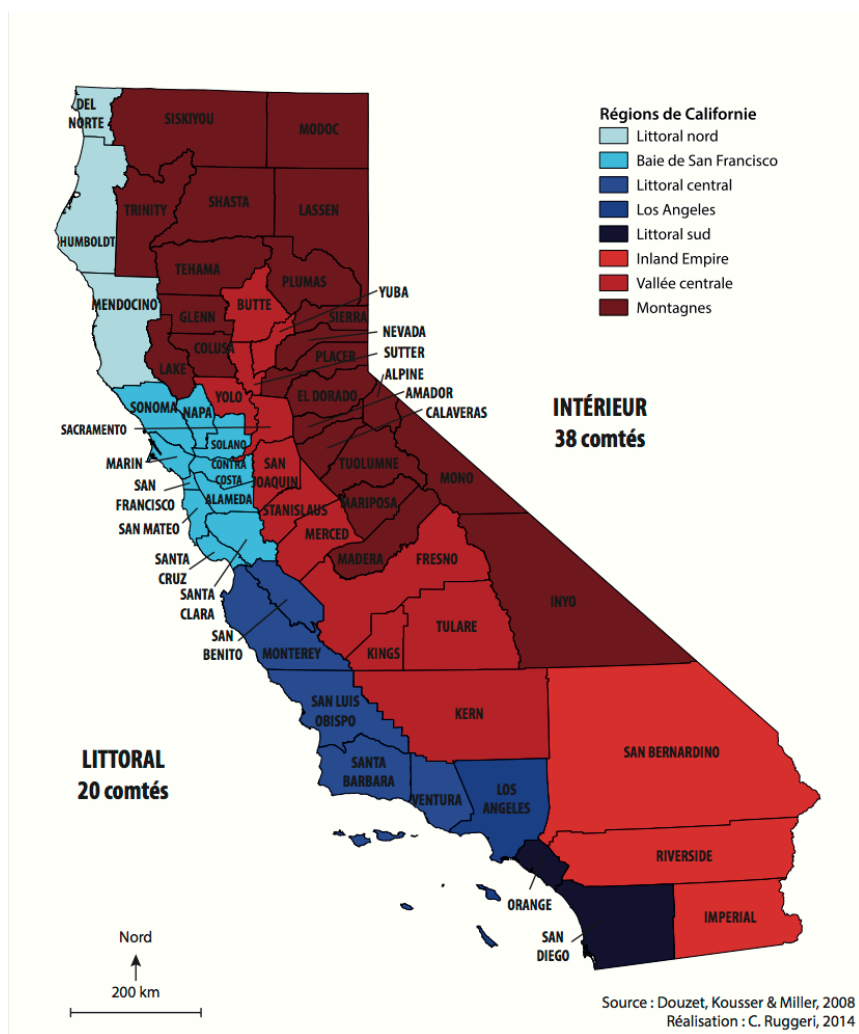 DEL
NORTE
SISKIYOU
MODOC
Régions de Californie
Littoral nord
Baie de San Francisco
Littoral central
Los Angeles
Littoral sud
Inland Empire
Vallée centrale
Montagnes
TRINITY
SHASTA
LASSEN
HUMBOLDT
TEHAMA
PLUMAS
MENDOCINO
BUTTE
YUBA
GLENN
SIERRA
NEVADA
COLUSA
SUTTER
PLACER
LAKE
ALPINE
YOLO
EL DORADO
AMADOR
SONOMA
NAPA
CALAVERAS
INTÉRIEUR
38 comtés
SACRAMENTO
SOLANO
MARIN
CONTRA
COSTA
SAN
JOAQUIN
TUOLUMNE
MONO
SAN
FRANCISCO
ALAMEDA
STANISLAUS
MARIPOSA
SAN MATEO
MERCED
SANTA
CRUZ
MADERA
FRESNO
SANTA
CLARA
INYO
SAN
BENITO
TULARE
MONTEREY
KINGS
SAN LUIS
OBISPO
KERN
LITTORAL
20 comtés
SAN BERNARDINO
SANTA
BARBARA
VENTURA
LOS
ANGELES
RIVERSIDE
ORANGE
IMPERIAL
SAN
DIEGO
Nord
200 km
Source : Douzet, Kousser & Miller, 2008
Réalisation : C. Ruggeri, 2014